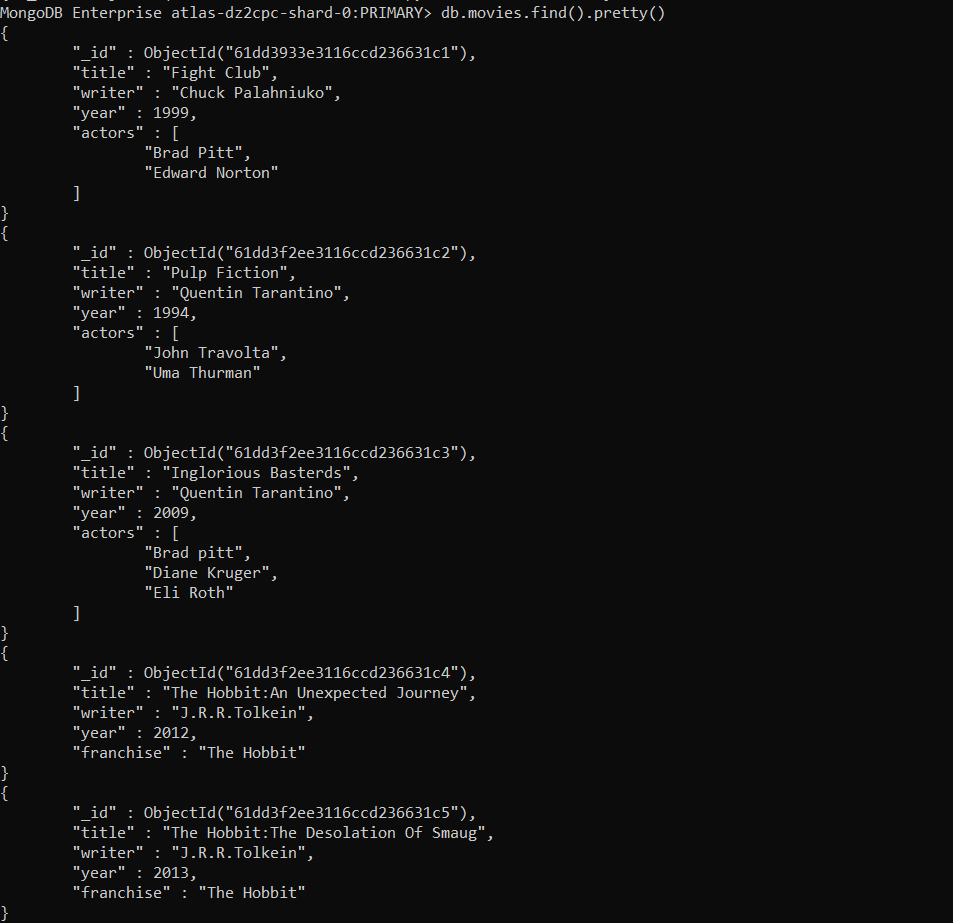 MongoDB Enterprise atlas-dz2cpc-shard-0:PRIMARY> db.movies.find().pretty()
{
        "_id" : ObjectId("61dd3933e3116ccd236631c1"),
        "title" : "Fight Club",
        "writer" : "Chuck Palahniuko",
        "year" : 1999,
        "actors" : [
                "Brad Pitt",
                "Edward Norton"
        ]
}
{
        "_id" : ObjectId("61dd3f2ee3116ccd236631c2"),
        "title" : "Pulp Fiction",
        "writer" : "Quentin Tarantino",
        "year" : 1994,
        "actors" : [
                "John Travolta",
                "Uma Thurman"
        ]
}
{
        "_id" : ObjectId("61dd3f2ee3116ccd236631c3"),
        "title" : "Inglorious Basterds",
        "writer" : "Quentin Tarantino",
        "year" : 2009,
        "actors" : [
                "Brad pitt",
                "Diane Kruger",
                "Eli Roth"
        ]
}
{
        "_id" : ObjectId("61dd3f2ee3116ccd236631c4"),
        "title" : "The Hobbit:An Unexpected Journey",
        "writer" : "J.R.R.Tolkein",
        "year" : 2012,
        "franchise" : "The Hobbit"
}
{
        "_id" : ObjectId("61dd3f2ee3116ccd236631c5"),
        "title" : "The Hobbit:The Desolation Of Smaug",
        "writer" : "J.R.R.Tolkein",
        "year" : 2013,
        "franchise" : "The Hobbit"
}